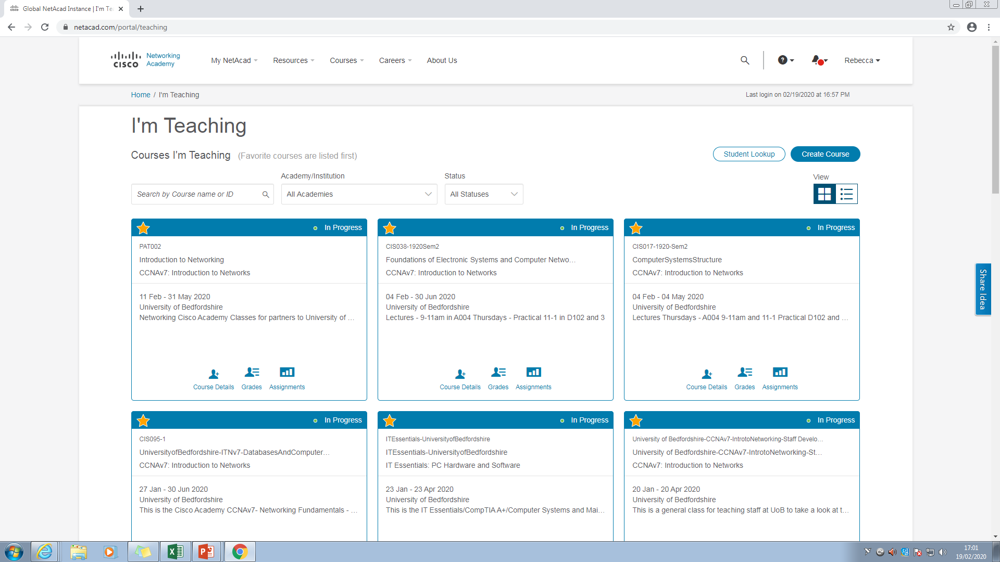 Global NetAcad Instance | I'm Te
netacad.com/portal/teaching
CISCO
Networking
Academy
My NetAcad
Resources
Courses
Careers
About Us
?
Rebecca
Home / I'm Teaching
Last login on 02/19/2020 at 16:57 PM
I'm Teaching
Courses I'm Teaching (Favorite courses are listed first)
Student Lookup
Create Course
Academy/Institution
Status
View
Search by Course name or ID
All Academies
All Statuses
In Progress
PAT002
Introduction to Networking
CCNAv7: Introduction to Networks
11 Feb - 31 May 2020
University of Bedfordshire
Networking Cisco Academy Classes for partners to University of ...
Course Details
Grades
Assignments
In Progress
CIS038-1920Sem2
Foundations of Electronic Systems and Computer Netwo...
CCNAv7: Introduction to Networks
04 Feb - 30 Jun 2020
University of Bedfordshire
Lectures - 9-11am in A004 Thursdays - Practical 11-1 in D102 and 3
Course Details
Grades
Assignments
In Progress
CIS017-1920-Sem2
ComputerSystemsStructure
CCNAv7: Introduction to Networks
04 Feb - 04 May 2020
University of Bedfordshire
Lectures Thursdays - A004 9-11am and 11-1 Practical D102 and ...
Course Details
Grades
Assignments
Share Idea
In Progress
CIS095-1
UniversityofBedfordshire-ITNv7-DatabasesAndComputer...
CCNAv7: Introduction to Networks
27 Jan - 30 Jun 2020
University of Bedfordshire
This is the Cisco Academy CCNAv7- Networking Fundamentals - ...
In Progress
ITEssentials-UniversityofBedfordshire
ITEssentials-UniversityofBedfordshire
IT Essentials: PC Hardware and Software
23 Jan - 23 Apr 2020
University of Bedfordshire
This is the IT Essentials/CompTIA A+/Computer Systems and Mai...
In Progress
University of Bedfordshire-CCNAv7-IntrotoNetworking-Staff Develo...
University of Bedfordshire-CCNAv7-IntrotoNetworking-St...
CCNAv7: Introduction to Networks
20 Jan - 20 Apr 2020
University of Bedfordshire
This is a general class for teaching staff at UoB to take a look at t...
17:01
19/02/2020